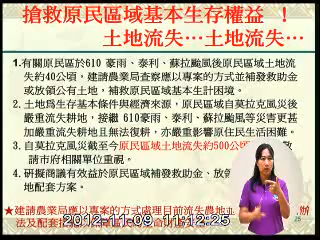 搶救原民區域基本生存權益 !
土地流失…土地流失…
1.有關原民區於610 豪雨、泰利、蘇拉颱風後原民區域土地流
失約40公頃,建請農業局查察應以專案的方式並補發救助金
或放領公有土地,補救原民區域基本生計困境。
2. 土地為生存基本條件與經濟來源,原民區域自莫拉克風災後
嚴重流失耕地,接繼 610豪雨、泰利、蘇拉颱風等災害更甚
加嚴重流失耕地且無法復耕,亦嚴重影響原住民生活困難。
3. 自莫拉克風災截至今原民區域土地流失約500公
請市府相關單位重視。
4. 研擬商議有效益於原民區域補發救助金、放
地配套方案。
★建請農業局應以專案的方式處理目前流失農地 辦
法及配套
2012-11-09 11:12:25
25